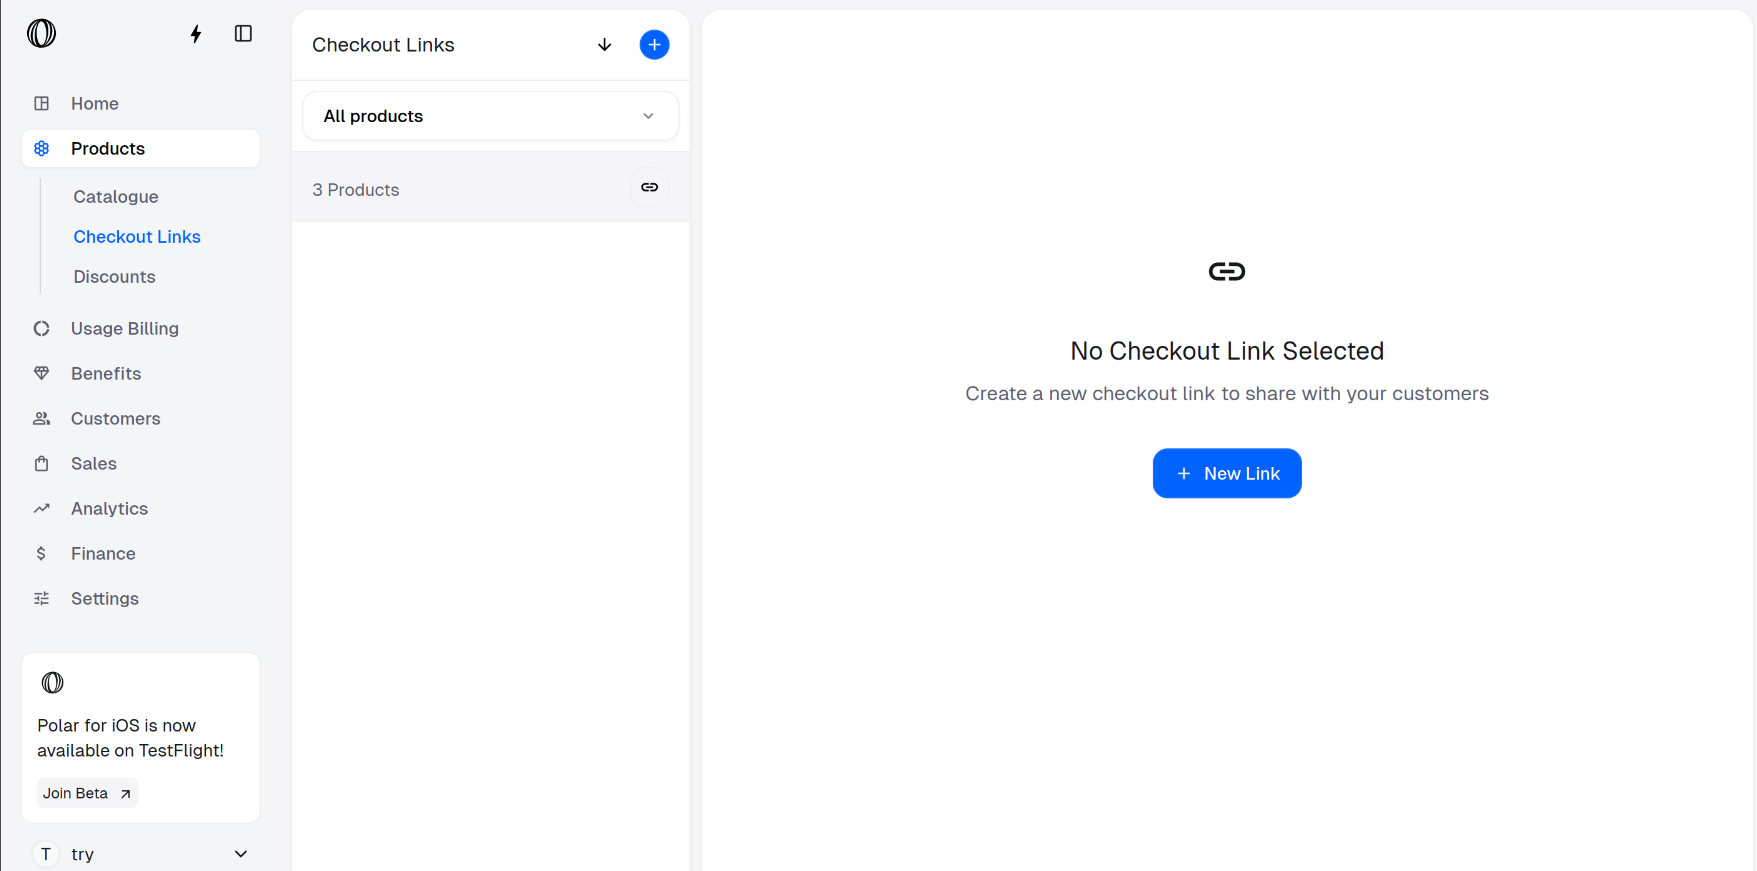 Home
Products
Catalogue
Checkout Links
Discounts
Usage Billing
Benefits
Customers
Sales
Analytics
Finance
Settings
Polar for iOS is now
available on TestFlight!
Join Beta
T try
Checkout Links
All products
3 Products
No Checkout Link Selected
Create a new checkout link to share with your customers
New Link